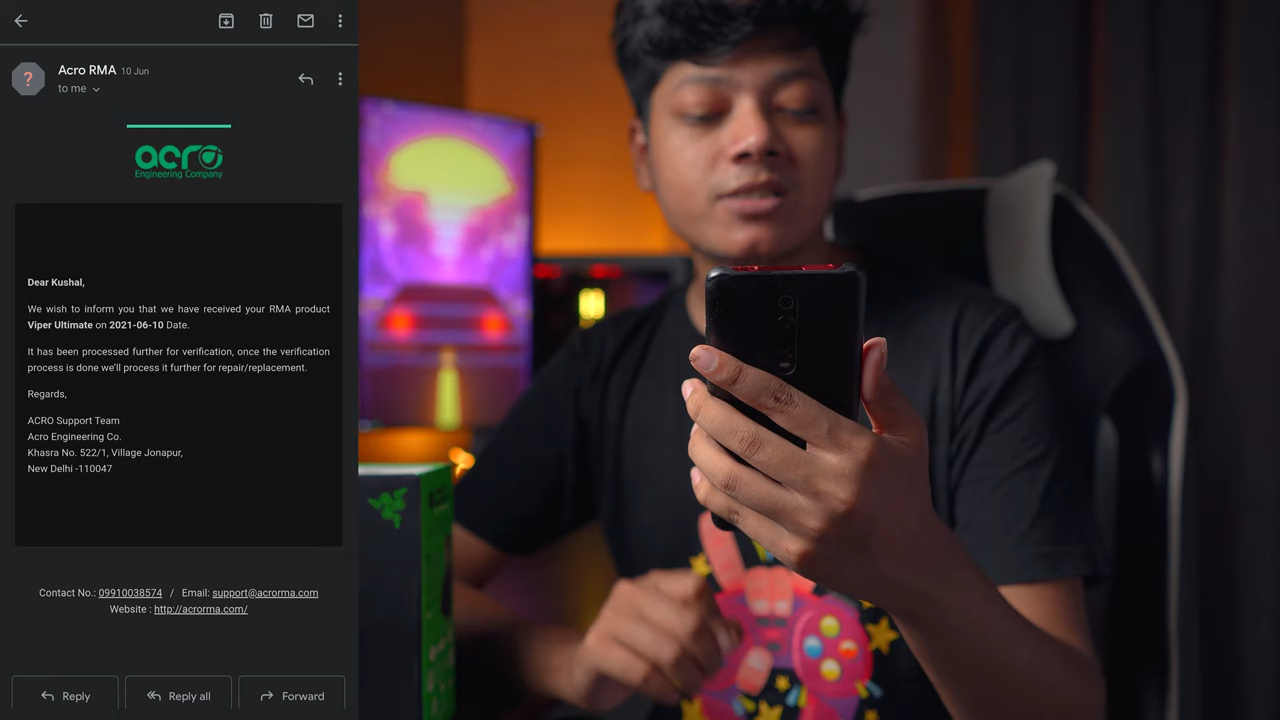 Acro RMA 10 Jun
to me
acro
Engineering Company
Dear Kushal,
We wish to inform you that we have received your RMA product
Viper Ultimate on 2021-06-10 Date.
It has been processed further for verification, once the verification
process is done we'll process it further for repair/replacement.
Regards,
ACRO Support Team
Acro Engineering Co.
Khasra No. 522/1, Village Jonapur,
New Delhi -110047
Contact No.: 09910038574 / Email: support@acrorma.com
Website : http://acrorma.com/
Reply
Reply all
Forward